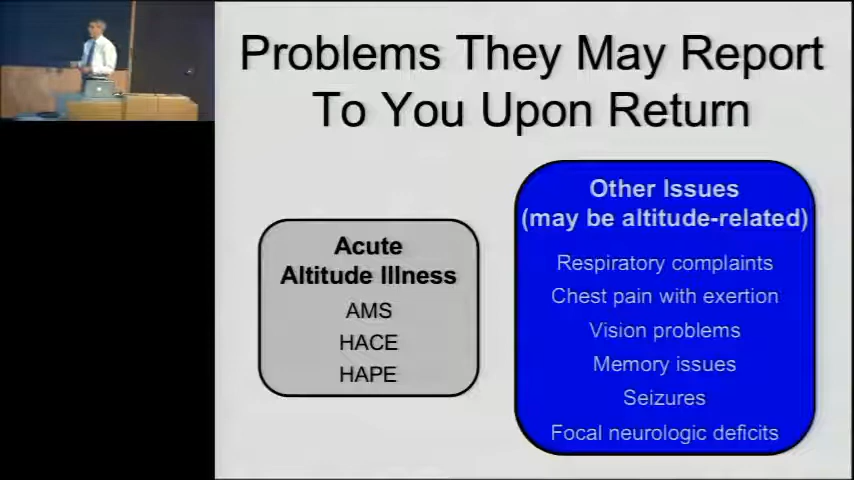 Problems They May Report
To You Upon Return
Acute
Altitude Illness
AMS
HACE
HAPE
Other Issues
(may be altitude-related)
Respiratory complaints
Chest pain with exertion
Vision problems
Memory issues
Seizures
Focal neurologic deficits